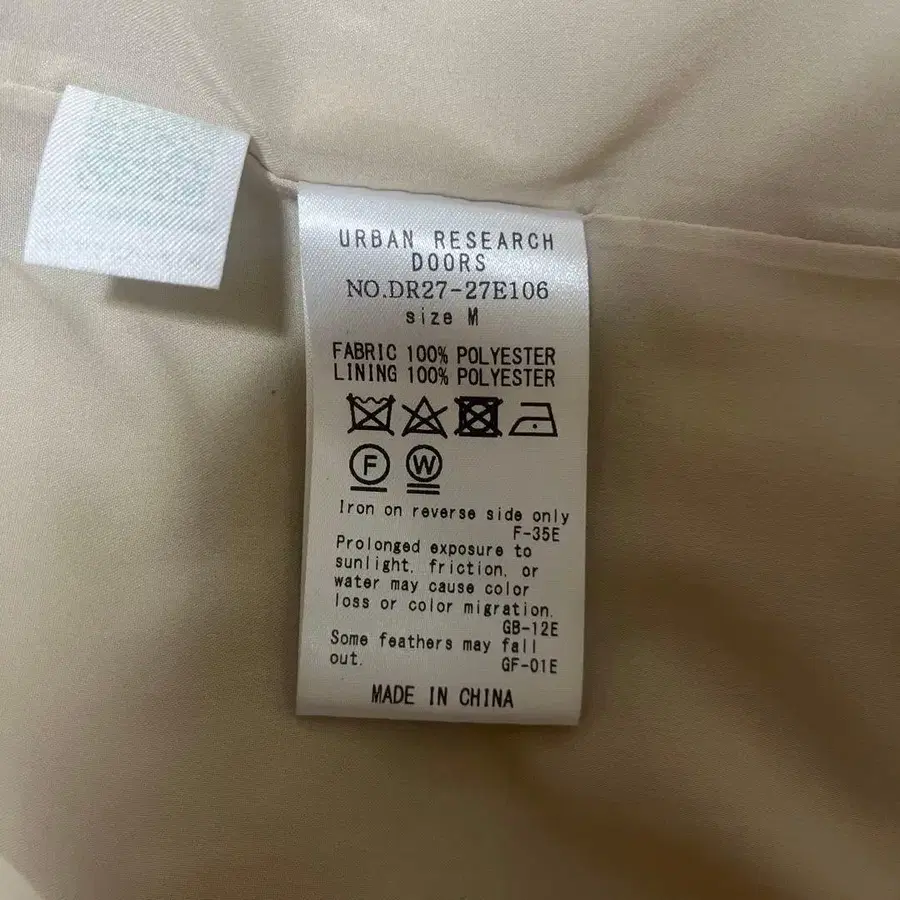 URBAN RESEARCH
DOORS
NO.DR27-27E106
size M
FABRIC 100% POLYESTER
LINING 100% POLYESTER
F W
Iron on reverse side only
F-35E
Prolonged exposure to
sunlight, friction, or
water may cause color
loss or color migration.
GB-12E
Some feathers may fall
out. GF-01E
MADE IN CHINA